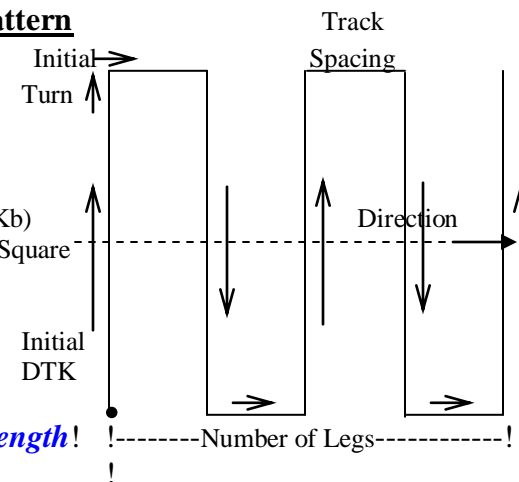 attern
Track
Initial
Spacing
Turn
Kb)
Direction
Square
Initial
DTK
ength! !--------Number of Legs------------!
!